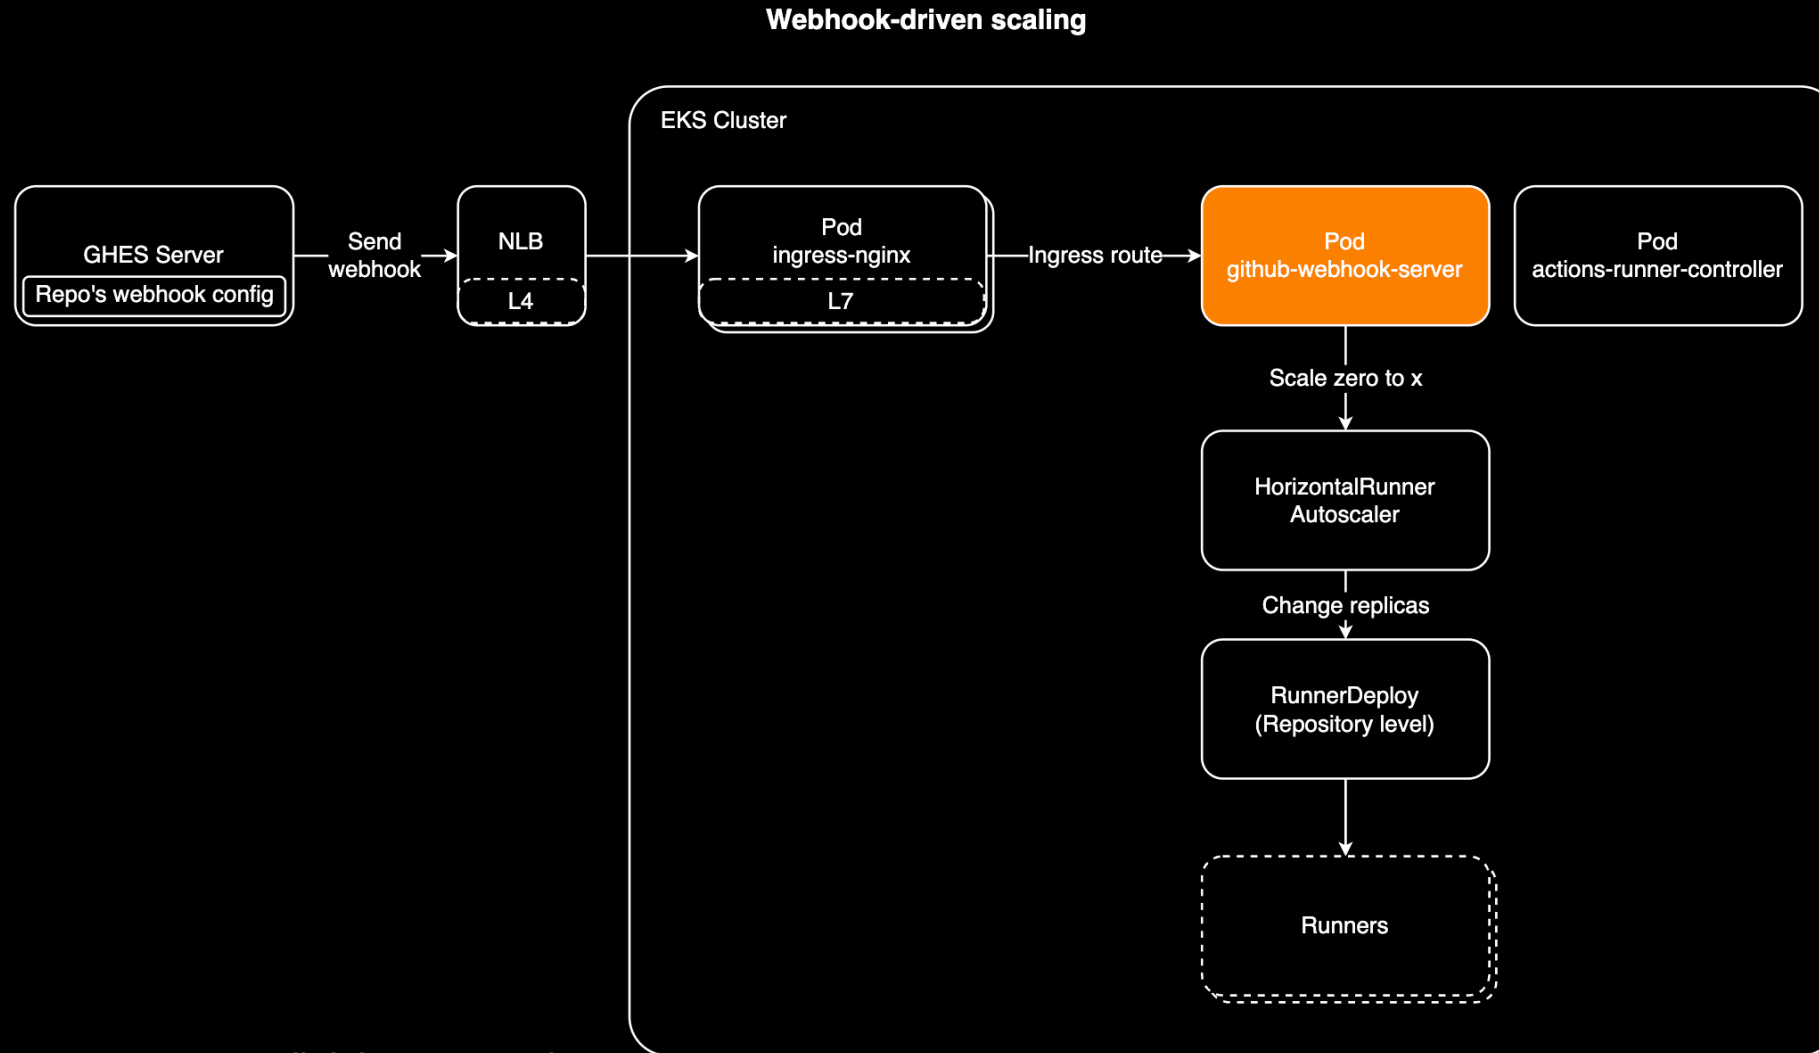 Webhook-driven scaling
EKS Cluster
GHES Server
Repo's webhook config
Send
webhook
NLB
L4
Pod
ingress-nginx
L7
Ingress route
Pod
github-webhook-server
Pod
actions-runner-controller
Scale zero to x
HorizontalRunner
Autoscaler
Change replicas
RunnerDeploy
(Repository level)
Runners